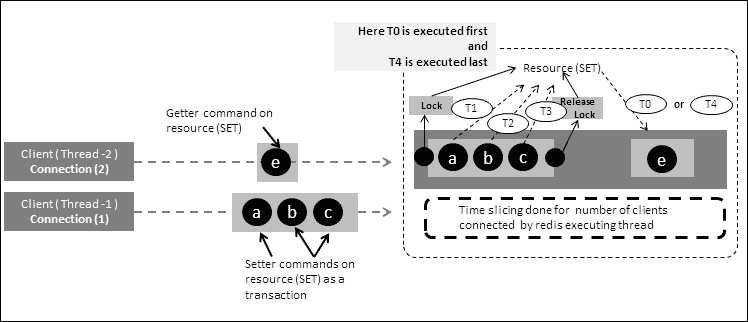 Here T0 is executed first
and
T4 is executed last
Resource (SET)
Lock
T1
T2
T3
Release
Lock
T0 or T4
Getter command on
resource (SET)
Client ( Thread -2 )
Connection (2)
e
a b c
e
Client ( Thread -1 )
Connection (1)
a b c
Time slicing done for number of clients
connected by redis executing thread
Setter commands on
resource (SET) as a
transaction